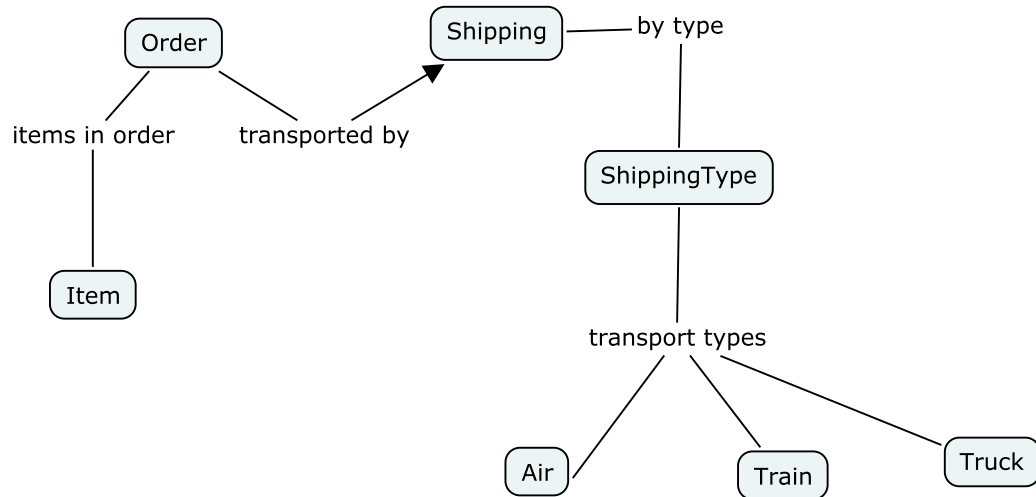 Order
Shipping
by type
items in order
transported by
ShippingType
Item
transport types
Air
Train
Truck